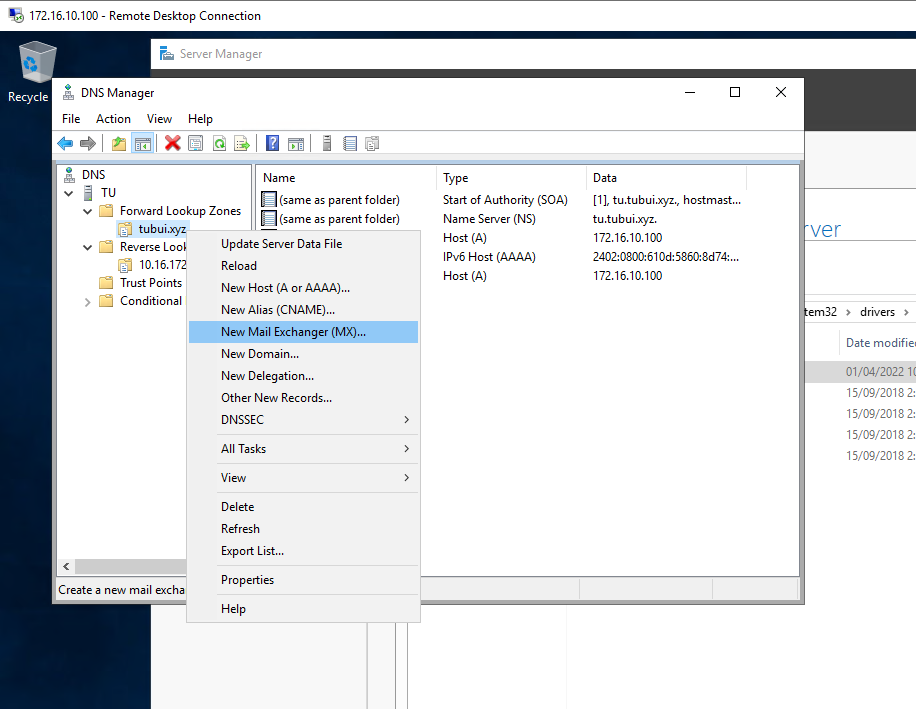 172.16.10.100 - Remote Desktop Connection
Server Manager
Recycle
DNS Manager
File Action View Help
DNS
TU
Forward Lookup Zones
tubui.xyz
Reverse Look
10.16.172
Trust Points
Conditional
Name Type Data
(same as parent folder) Start of Authority (SOA) [1], tu.tubui.xyz., hostmast...
(same as parent folder) Name Server (NS) tu.tubui.xyz.
Host (A) 172.16.10.100
IPv6 Host (AAAA) 2402:0800:610d:5860:8d74:...
Host (A) 172.16.10.100
Update Server Data File
Reload
New Host (A or AAAA)...
New Alias (CNAME)...
New Mail Exchanger (MX)...
New Domain...
New Delegation...
Other New Records...
DNSSEC
All Tasks
View
Delete
Refresh
Export List...
Properties
Help
Create a new mail excha
rver
tem32 > drivers >
Date modifie
01/04/2022 10
15/09/2018 2:
15/09/2018 2:
15/09/2018 2:
15/09/2018 2: